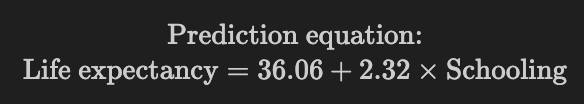 Prediction equation:
Life expectancy = 36.06 + 2.32 × Schooling